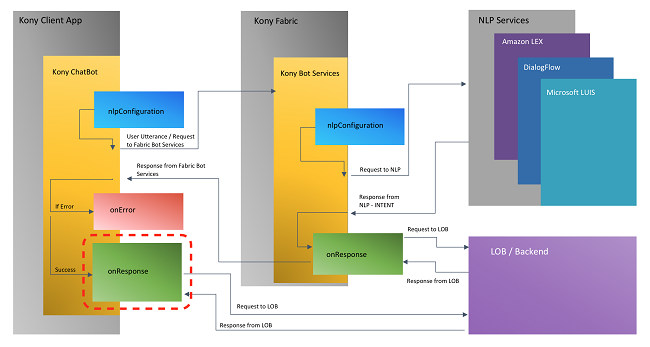 Kony Client App
Kony Fabric
NLP Services
Amazon LEX
DialogFlow
Microsoft LUIS
Kony ChatBot
Kony Bot Services
nlpConfiguration
nlpConfiguration
User Utterance / Request
to Fabric Bot Services
Request to NLP
Response from Fabric Bot
Services
Response from
NLP - INTENT
If Error
onError
Request to LOB
onResponse
LOB / Backend
Response from LOB
Success
onResponse
Request to LOB
Response from LOB